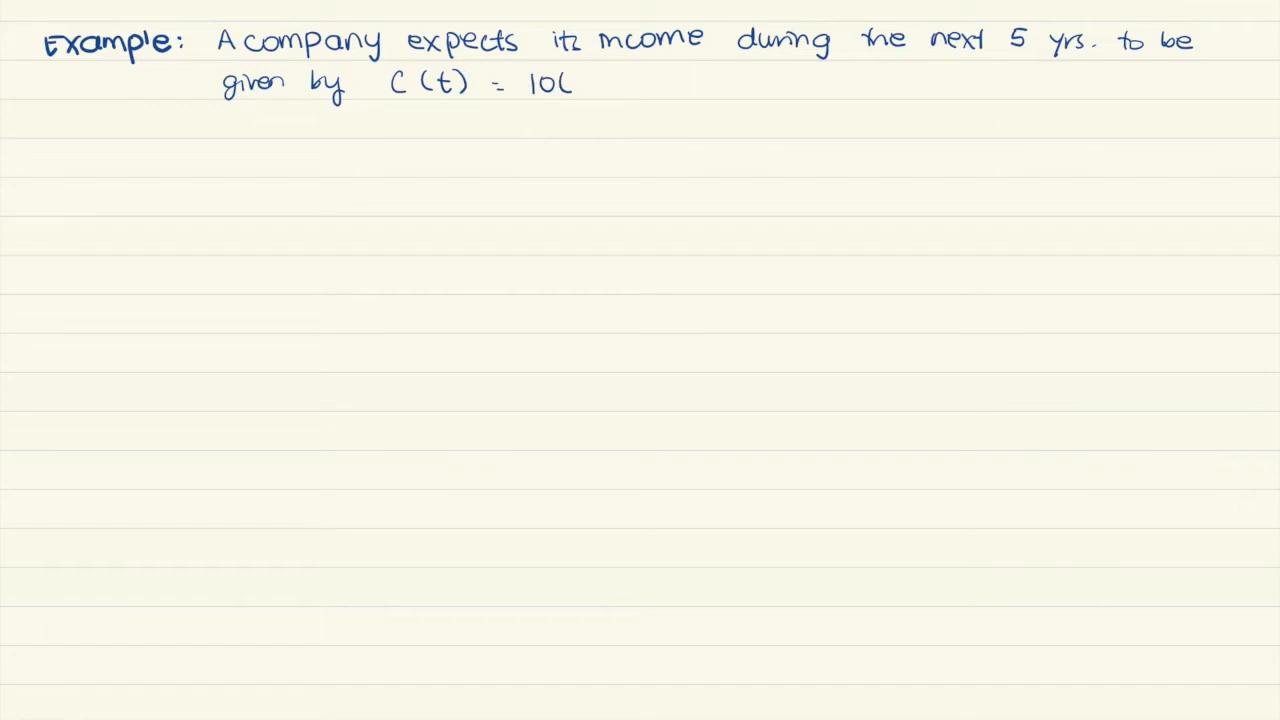 Example: A company expects its income during the next 5 yrs. to be
given by C(t) = 10(